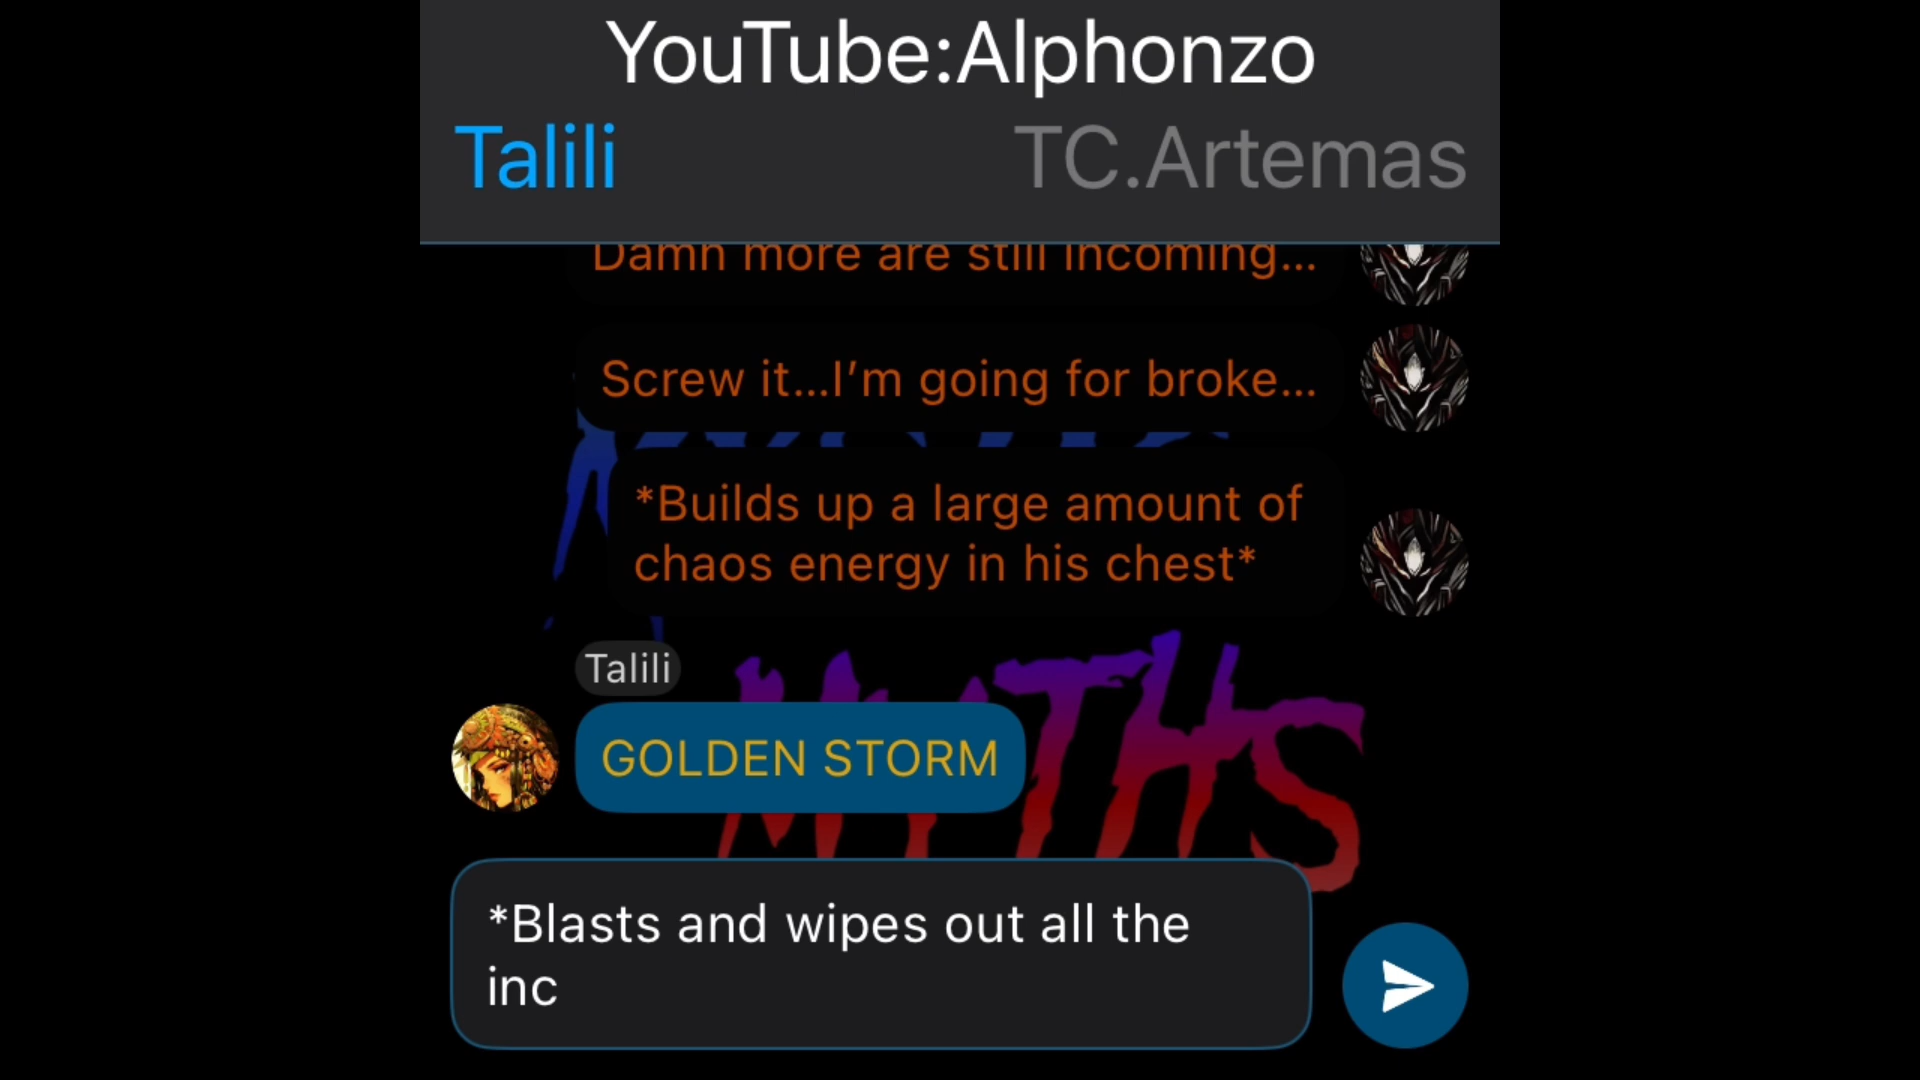 YouTube:Alphonzo
Talili TC.Artemas
Damn more are still incoming...
Screw it...I’m going for broke...
*Builds up a large amount of
chaos energy in his chest*
Talili
MYTHS
GOLDEN STORM
*Blasts and wipes out all the
inc